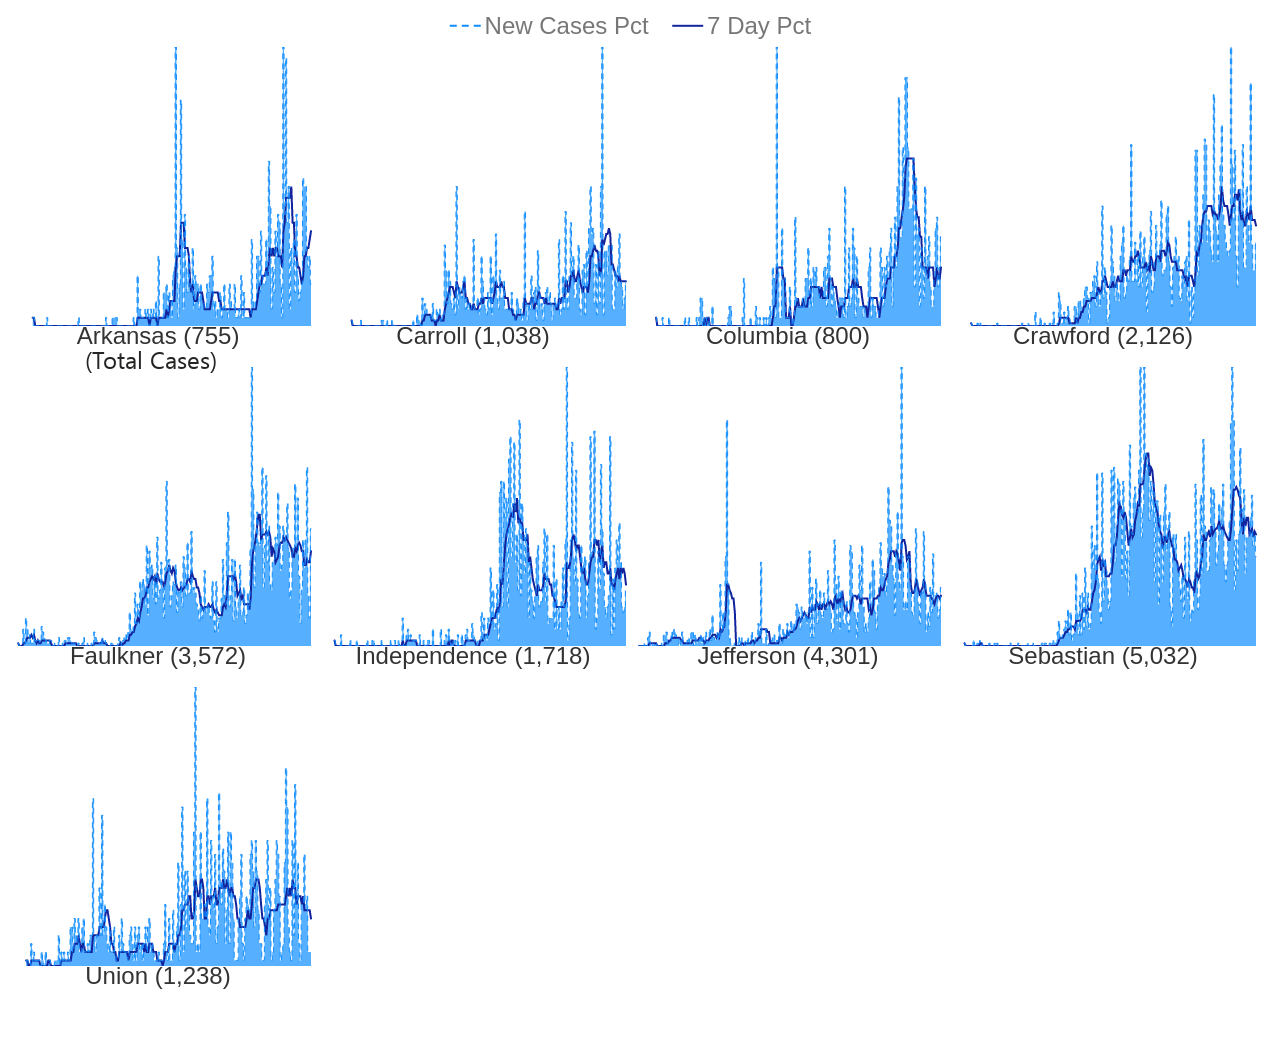 New Cases Pct 7 Day Pct
Arkansas (755) Carroll (1,038) Columbia (800) Crawford (2,126)
(Total Cases)
Faulkner (3,572) Independence (1,718) Jefferson (4,301) Sebastian (5,032)
Union (1,238)